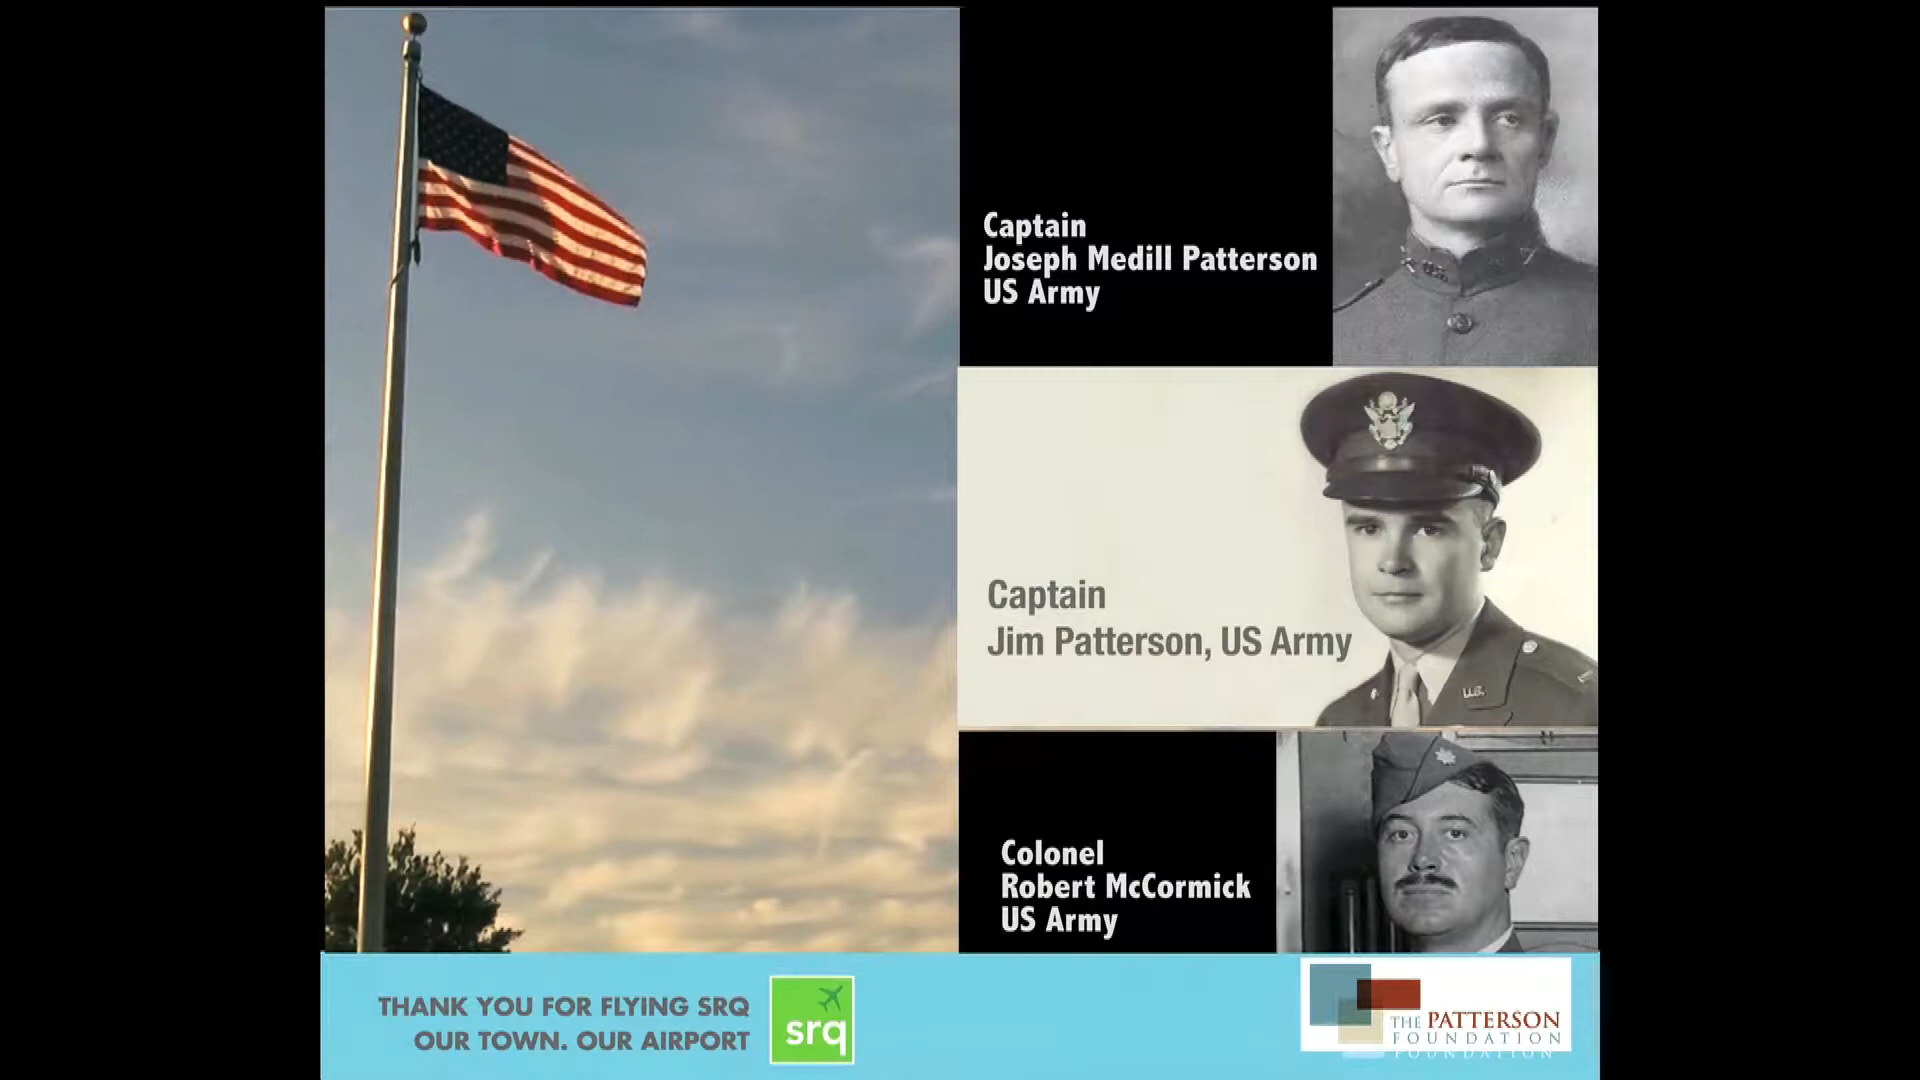 Captain
Joseph Medill Patterson
US Army
Captain
Jim Patterson, US Army
U.S.
Colonel
Robert McCormick
US Army
THANK YOU FOR FLYING SRQ
OUR TOWN. OUR AIRPORT
srq
THE PATTERSON
FOUNDATION
FOUNDATION